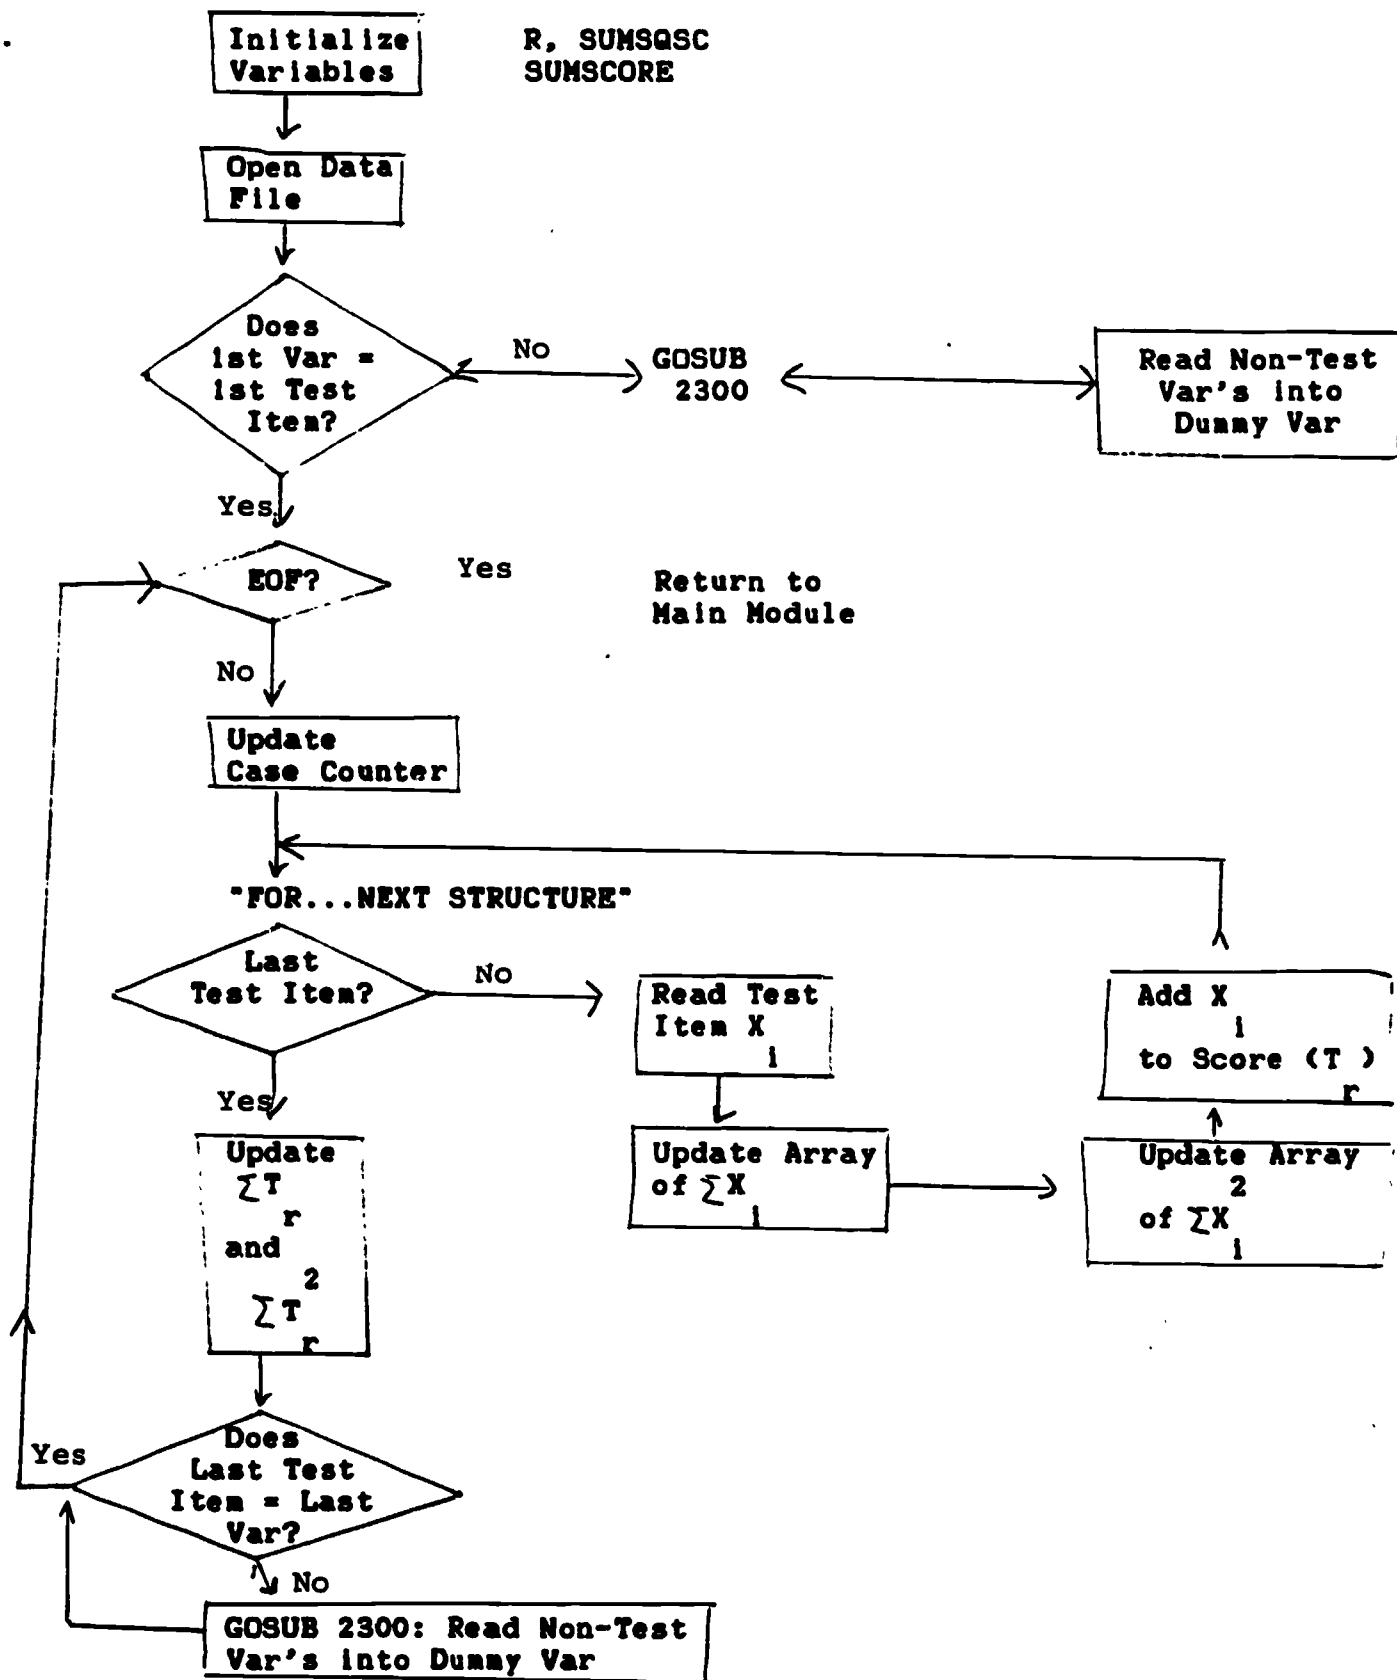 Initialize
Variables
R, SUMSQSC
SUMSCORE
Open Data
File
Does
1st Var =
1st Test
Item?
No
GOSUB
2300
Read Non-Test
Var's into
Dummy Var
Yes
EOF?
Yes
Return to
Main Module
No
Update
Case Counter
"FOR...NEXT STRUCTURE"
Last
Test Item?
No
Read Test
Item X
i
Add X
i
to Score (T )
r
Yes
Update
∑T
r
and
2
∑T
r
Update Array
of ∑X
i
Update Array
2
of ∑X
i
Does
Last Test
Item = Last
Var?
Yes
No
GOSUB 2300: Read Non-Test
Var's into Dummy Var